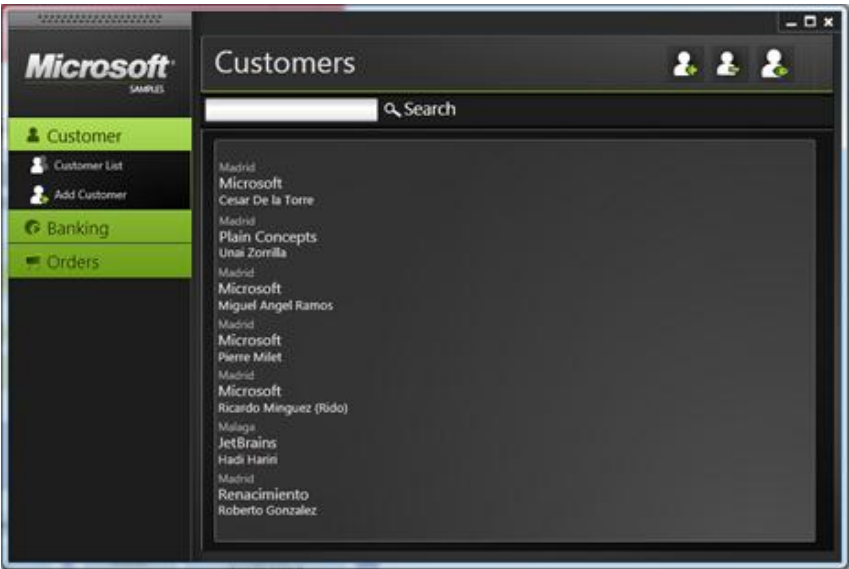 Microsoft
SAMPLES
Customer
Customer List
Add Customer
Banking
Orders
Customers
Search
Madrid
Microsoft
Cesar De la Torre
Madrid
Plain Concepts
Unai Zorrilla
Madrid
Microsoft
Miguel Angel Ramos
Madrid
Microsoft
Pierre Milet
Madrid
Microsoft
Ricardo Minguez (Rido)
Malaga
JetBrains
Hadi Hariri
Madrid
Renacimiento
Roberto Gonzalez